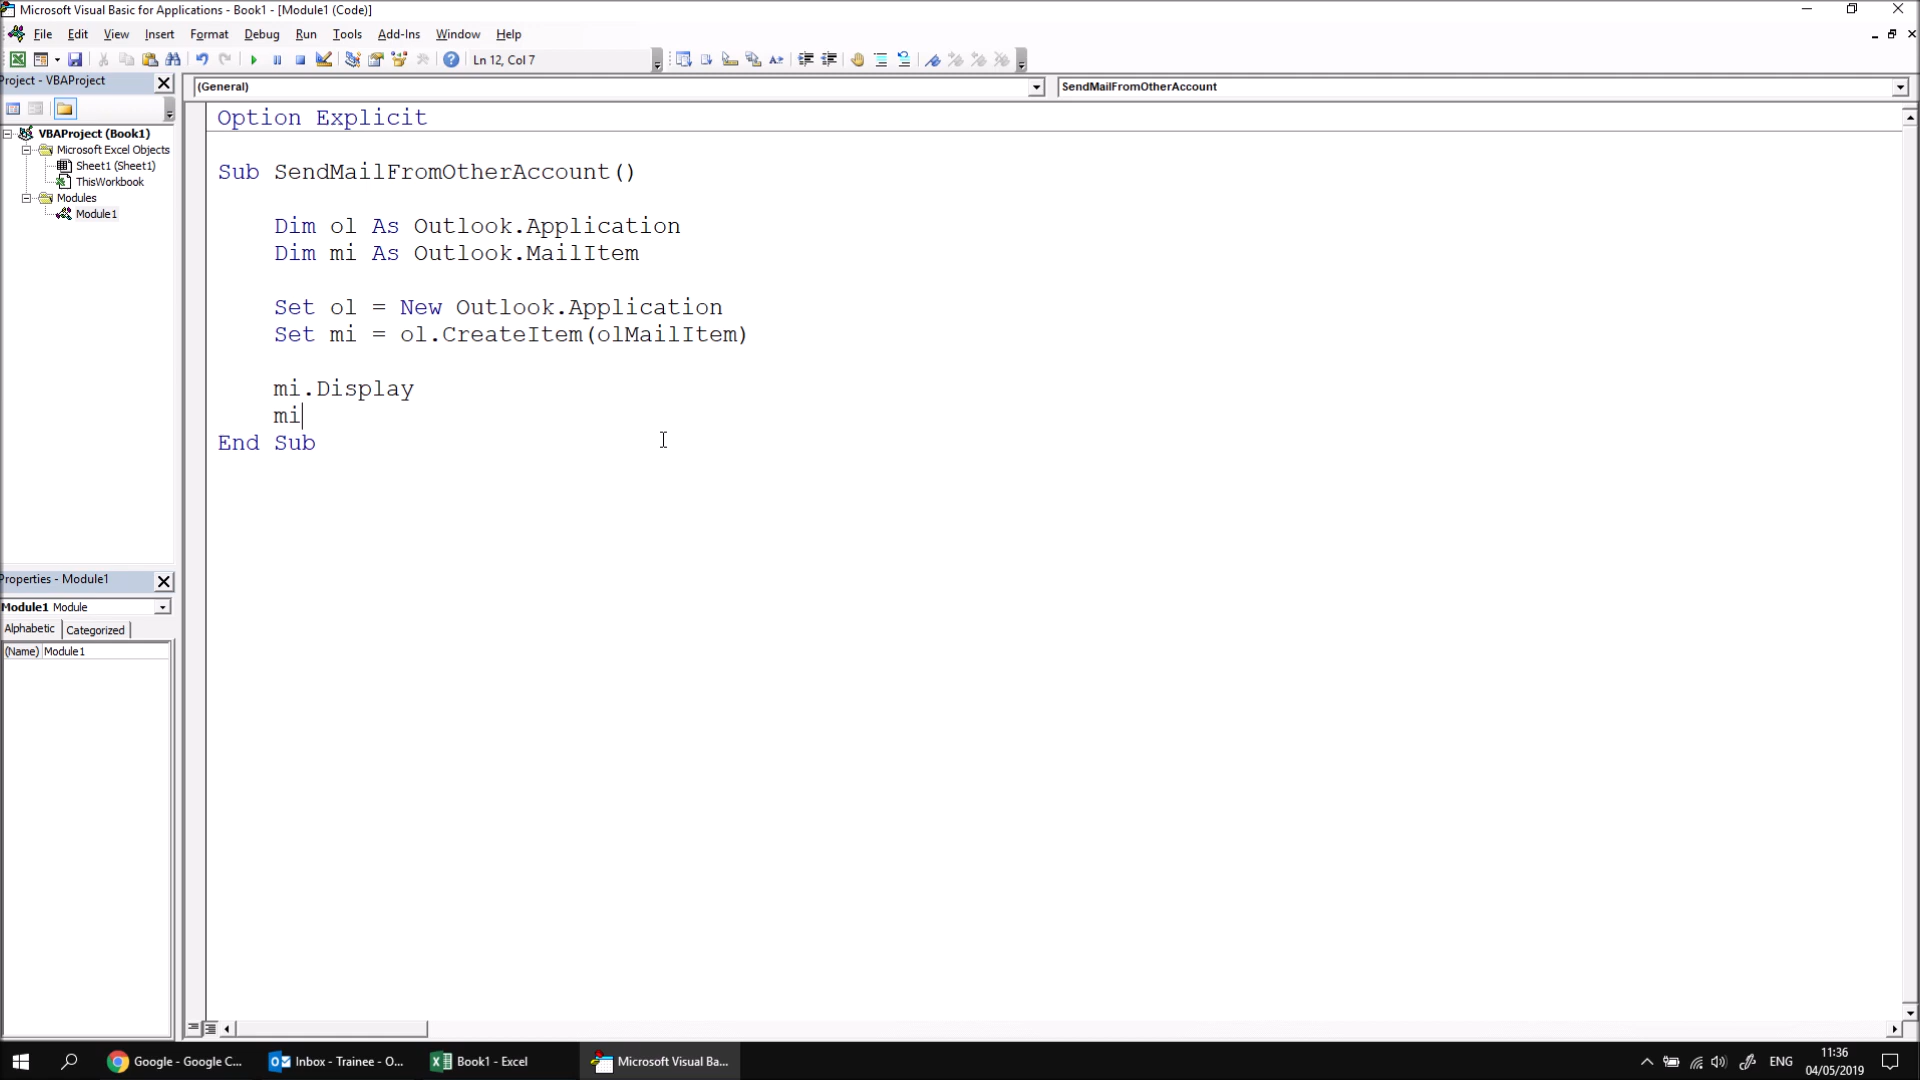 Microsoft Visual Basic for Applications - Book1 - [Module1 (Code)]
File Edit View Insert Format Debug Run Tools Add-Ins Window Help
Ln 12, Col 7
Project - VBAProject
(General) SendMailFromOtherAccount
VBAProject (Book1)
Microsoft Excel Objects
Sheet1 (Sheet1)
ThisWorkbook
Modules
Module1
Option Explicit
Sub SendMailFromOtherAccount()
Dim ol As Outlook.Application
Dim mi As Outlook.MailItem
Set ol = New Outlook.Application
Set mi = ol.CreateItem(olMailItem)
mi.Display
mi
End Sub
Properties - Module1
Module1 Module
Alphabetic Categorized
(Name) Module1
Google - Google C... Inbox - Trainee - O... Book1 - Excel Microsoft Visual Ba... ENG 11:36
04/05/2019